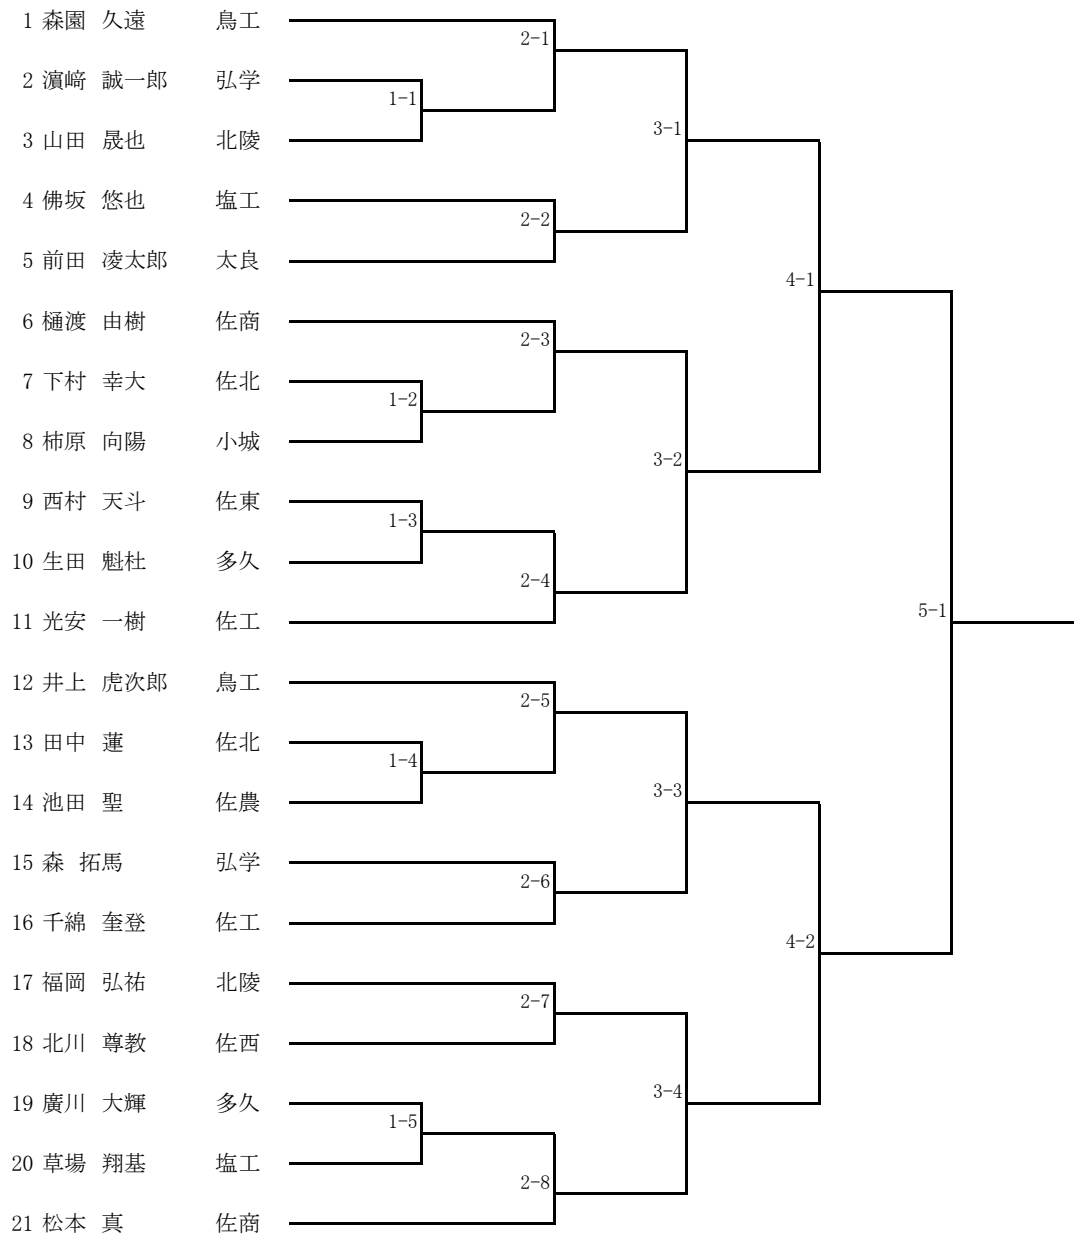 1 森園 久遠 鳥工
2-1
2 濵﨑 誠一郎 弘学
1-1
3 山田 晟也 北陵
3-1
4 佛坂 悠也 塩工
2-2
5 前田 凌太郎 太良
4-1
6 樋渡 由樹 佐商
2-3
7 下村 幸大 佐北
1-2
8 柿原 向陽 小城
3-2
9 西村 天斗 佐東
1-3
10 生田 魁杜 多久
2-4
11 光安 一樹 佐工
5-1
12 井上 虎次郎 鳥工
2-5
13 田中 蓮 佐北
1-4
14 池田 聖 佐農
3-3
15 森 拓馬 弘学
2-6
16 千綿 奎登 佐工
4-2
17 福岡 弘祐 北陵
2-7
18 北川 尊教 佐西
3-4
19 廣川 大輝 多久
1-5
20 草場 翔基 塩工
2-8
21 松本 真 佐商